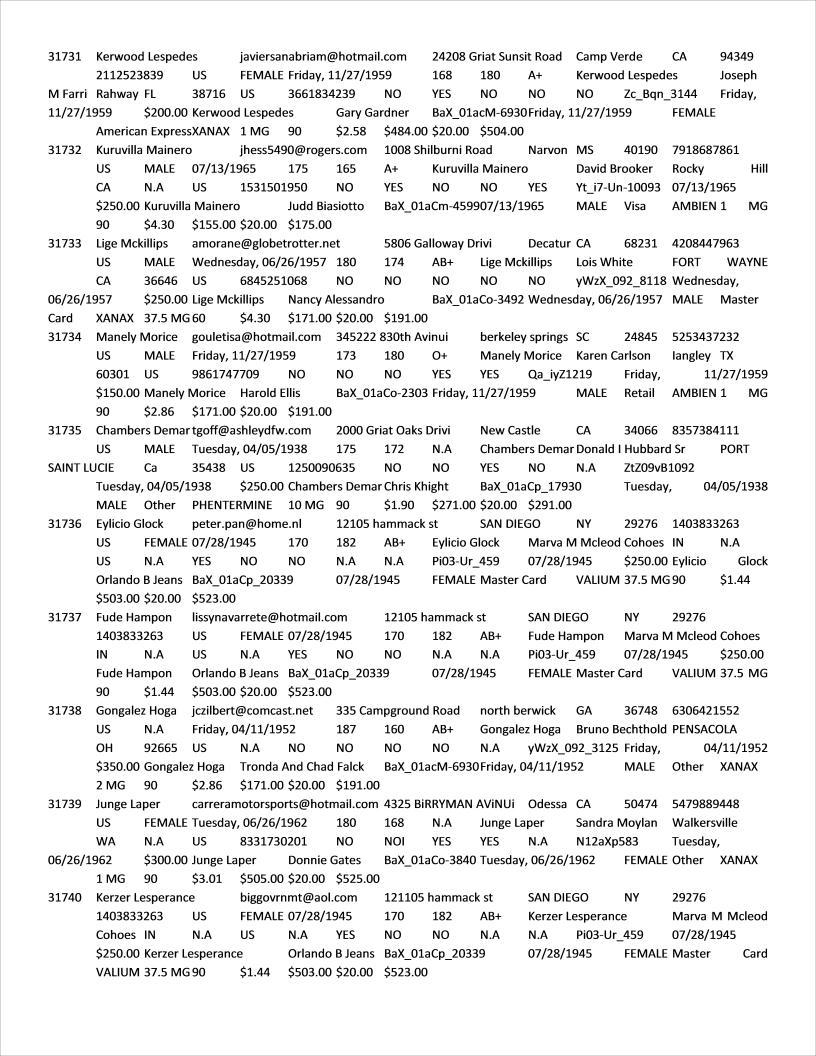 31731 Kerwood Lespedes javiersanabriam@hotmail.com 24208 Griat Sunsit Road Camp Verde CA 94349
2112523839 US FEMALE Friday, 11/27/1959 168 180 A+ Kerwood Lespedes Joseph
M Farri Rahway FL 38716 US 3661834239 NO YES NO NO NO Zc_Bqn_3144 Friday,
11/27/1959 $200.00 Kerwood Lespedes Gary Gardner BaX_01acM-6930 Friday, 11/27/1959 FEMALE
American Express XANAX 1 MG 90 $2.58 $484.00 $20.00 $504.00
31732 Kuruvilla Mainero jhess5490@rogers.com 1008 Shilburni Road Narvon MS 40190 7918687861
US MALE 07/13/1965 175 165 A+ Kuruvilla Mainero David Brooker Rocky Hill
CA N.A US 1531501950 NO YES NO NO YES Yt_i7-Un-10093 07/13/1965
$250.00 Kuruvilla Mainero Judd Biasiotto BaX_01aCm-4599 07/13/1965 MALE Visa AMBIEN 1 MG
90 $4.30 $155.00 $20.00 $175.00
31733 Lige Mckillips amorane@globetrotter.net 5806 Galloway Drivi Decatur CA 68231 4208447963
US MALE Wednesday, 06/26/1957 180 174 AB+ Lige Mckillips Lois White FORT WAYNE
CA 36646 US 6845251068 NO NO NO NO NO yWzX_092_8118 Wednesday,
06/26/1957 $250.00 Lige Mckillips Nancy Alessandro BaX_01aCo-3492 Wednesday, 06/26/1957 MALE Master
Card XANAX 37.5 MG 60 $4.30 $171.00 $20.00 $191.00
31734 Manely Morice gouletisa@hotmail.com 345222 830th Avinui berkeley springs SC 24845 5253437232
US MALE Friday, 11/27/1959 173 180 O+ Manely Morice Karen Carlson langley TX
60301 US 9861747709 NO NO NO YES YES Qa_iyZ1219 Friday, 11/27/1959
$150.00 Manely Morice Harold Ellis BaX_01aCo-2303 Friday, 11/27/1959 MALE Retail AMBIEN 1 MG
90 $2.86 $171.00 $20.00 $191.00
31735 Chambers Demar tgoff@ashleydfw.com 2000 Griat Oaks Drivi New Castle CA 34066 8357384111
US MALE Tuesday, 04/05/1938 175 172 N.A Chambers Demar Donald I Hubbard Sr PORT
SAINT LUCIE Ca 35438 US 1250090635 NO NO YES NO N.A ZtZ09vB1092
Tuesday, 04/05/1938 $250.00 Chambers Demar Chris Khight BaX_01aCp_17930 Tuesday, 04/05/1938
MALE Other PHENTERMINE 10 MG 90 $1.90 $271.00 $20.00 $291.00
31736 Eylicio Glock peter.pan@home.nl 12105 hammack st SAN DIEGO NY 29276 1403833263
US FEMALE 07/28/1945 170 182 AB+ Eylicio Glock Marva M Mcleod Cohoes IN N.A
US N.A YES NO NO N.A N.A Pi03-Ur_459 07/28/1945 $250.00 Eylicio Glock
Orlando B Jeans BaX_01aCp_20339 07/28/1945 FEMALE Master Card VALIUM 37.5 MG 90 $1.44
$503.00 $20.00 $523.00
31737 Fude Hampon lissynavarrete@hotmail.com 12105 hammack st SAN DIEGO NY 29276
1403833263 US FEMALE 07/28/1945 170 182 AB+ Fude Hampon Marva M Mcleod Cohoes
IN N.A US N.A YES NO NO N.A N.A Pi03-Ur_459 07/28/1945 $250.00
Fude Hampon Orlando B Jeans BaX_01aCp_20339 07/28/1945 FEMALE Master Card VALIUM 37.5 MG
90 $1.44 $503.00 $20.00 $523.00
31738 Gongalez Hoga jczilbert@comcast.net 335 Campground Road north berwick GA 36748 6306421552
US N.A Friday, 04/11/1952 187 160 AB+ Gongalez Hoga Bruno Bechthold PENSACOLA
OH 92665 US N.A NO NO NO NO N.A yWzX_092_3125 Friday, 04/11/1952
$350.00 Gongalez Hoga Tronda And Chad Falck BaX_01acM-6930 Friday, 04/11/1952 MALE Other XANAX
2 MG 90 $2.86 $171.00 $20.00 $191.00
31739 Junge Laper carreramotorsports@hotmail.com 4325 BiRRYMAN AViNUi Odessa CA 50474 5479889448
US FEMALE Tuesday, 06/26/1962 180 168 N.A Junge Laper Sandra Moylan Walkersville
WA N.A US 8331730201 NO NOI YES YES N.A N12aXp583 Tuesday,
06/26/1962 $300.00 Junge Laper Donnie Gates BaX_01aCo-3840 Tuesday, 06/26/1962 FEMALE Other XANAX
1 MG 90 $3.01 $505.00 $20.00 $525.00
31740 Kerzer Lesperance biggovrnmt@aol.com 121105 hammack st SAN DIEGO NY 29276
1403833263 US FEMALE 07/28/1945 170 182 AB+ Kerzer Lesperance Marva M Mcleod
Cohoes IN N.A US N.A YES NO NO N.A N.A Pi03-Ur_459 07/28/1945
$250.00 Kerzer Lesperance Orlando B Jeans BaX_01aCp_20339 07/28/1945 FEMALE Master Card
VALIUM 37.5 MG 90 $1.44 $503.00 $20.00 $523.00